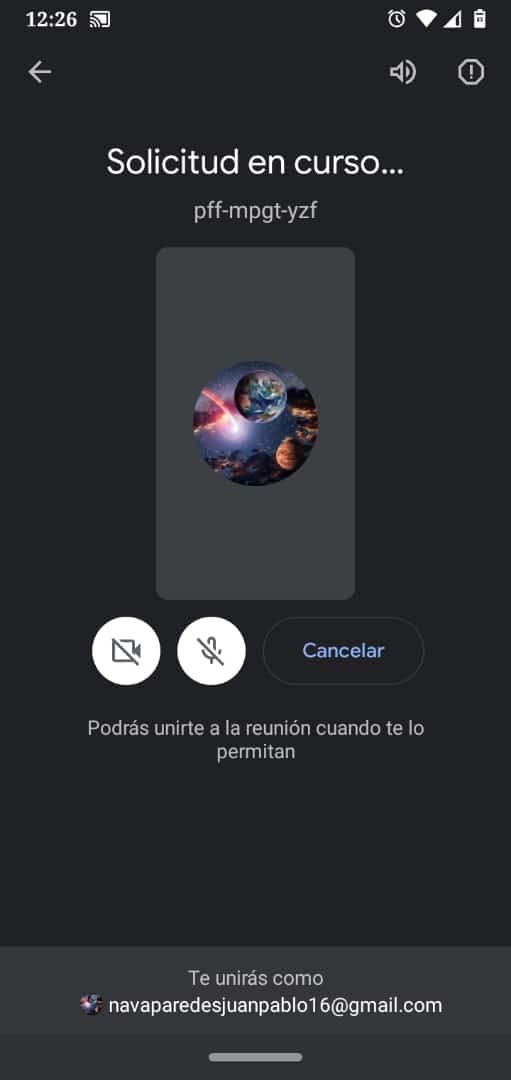 12:26
Solicitud en curso...
pff-mpgt-yzf
Cancelar
Podrás unirte a la reunión cuando te lo
permitan
Te unirás como
navaparedesjuanpablo16@gmail.com